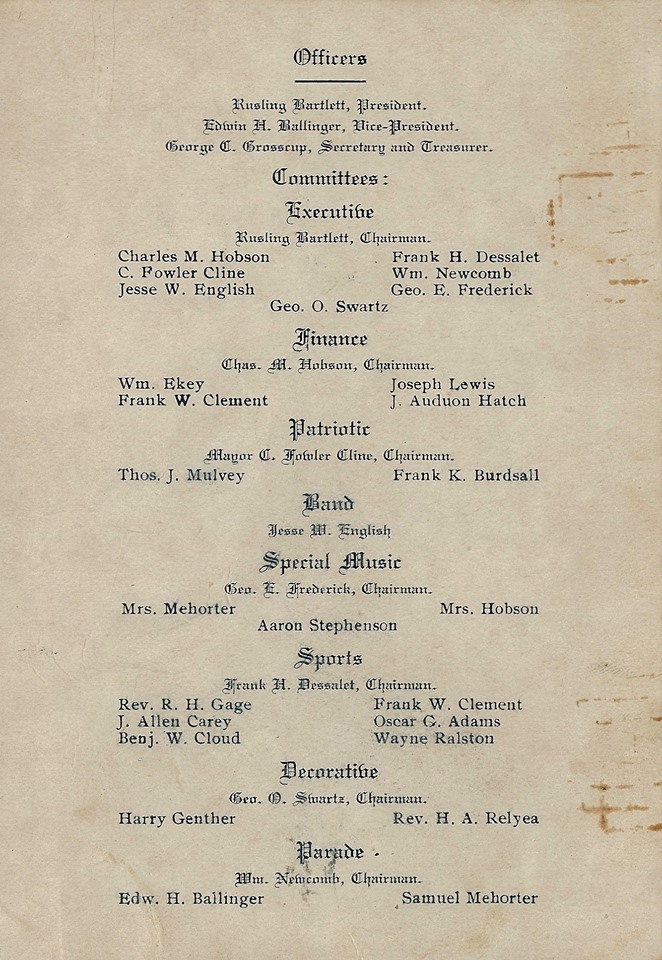 Officers
Rusling Bartlett, President.
Edwin H. Ballinger, Vice-President.
George C. Grosscup, Secretary and Treasurer.
Committees:
Executive
Rusling Bartlett, Chairman.
Charles M. Hobson Frank H. Dessalet
C. Fowler Cline Wm. Newcomb
Jesse W. English Geo. E. Frederick
Geo. O. Swartz
Finance
Chas. M. Hobson, Chairman.
Wm. Ekey Joseph Lewis
Frank W. Clement J. Auduon Hatch
Patriotic
Mayor C. Fowler Cline, Chairman.
Thos. J. Mulvey Frank K. Burdsall
Band
Jesse W. English
Special Music
Geo. E. Frederick, Chairman.
Mrs. Mehorter Mrs. Hobson
Aaron Stephenson
Sports
Frank H. Dessalet, Chairman.
Rev. R. H. Gage Frank W. Clement
J. Allen Carey Oscar G. Adams
Benj. W. Cloud Wayne Ralston
Decorative
Geo. O. Swartz, Chairman.
Harry Genther Rev. H. A. Relyea
Parade
Wm. Newcomb, Chairman.
Edw. H. Ballinger Samuel Mehorter